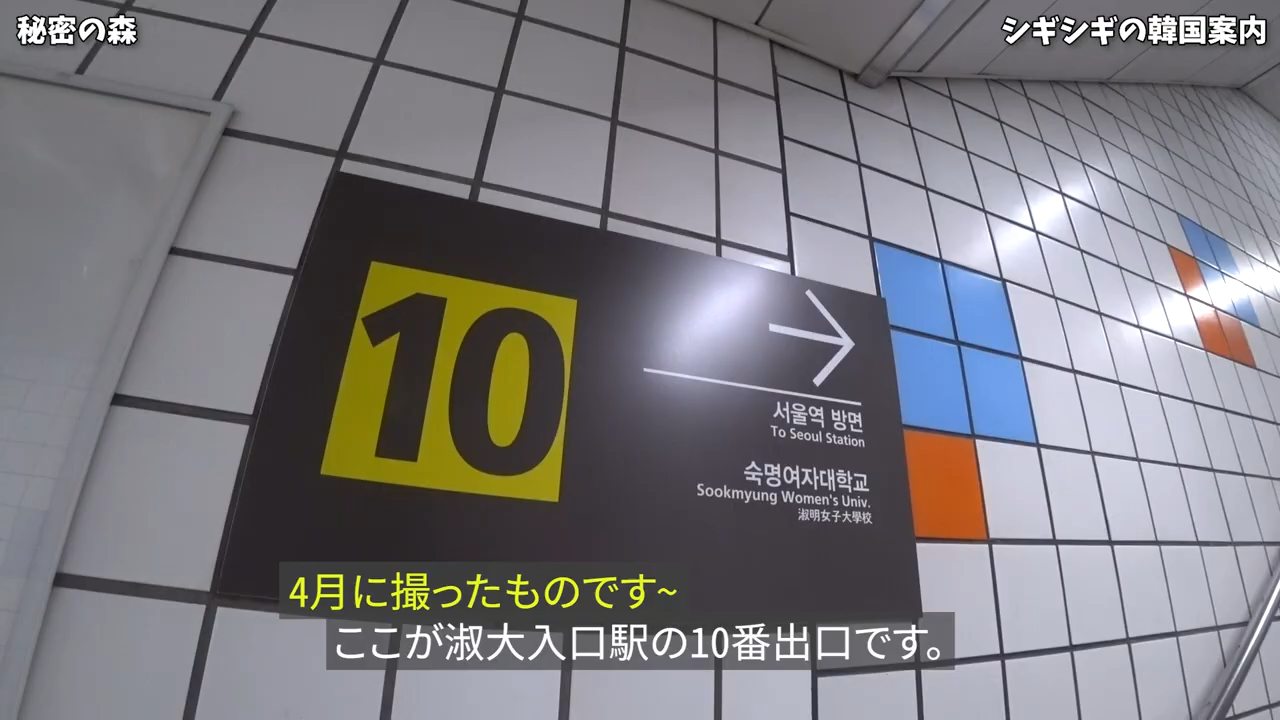 秘密の森
シギシギの韓国案内
10
서울역 방면
To Seoul Station
숙명여자대학교
Sookmyung Women's Univ.
淑明女子大學校
4月に撮ったものです~
ここが淑大入口駅の10番出口です。